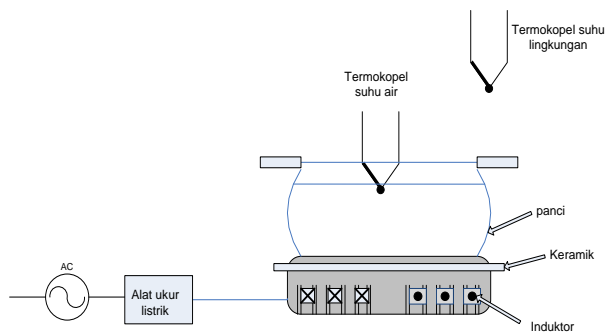 Termokopel suhu
lingkungan
Termokopel
suhu air
panci
Keramik
AC
Alat ukur
listrik
Induktor